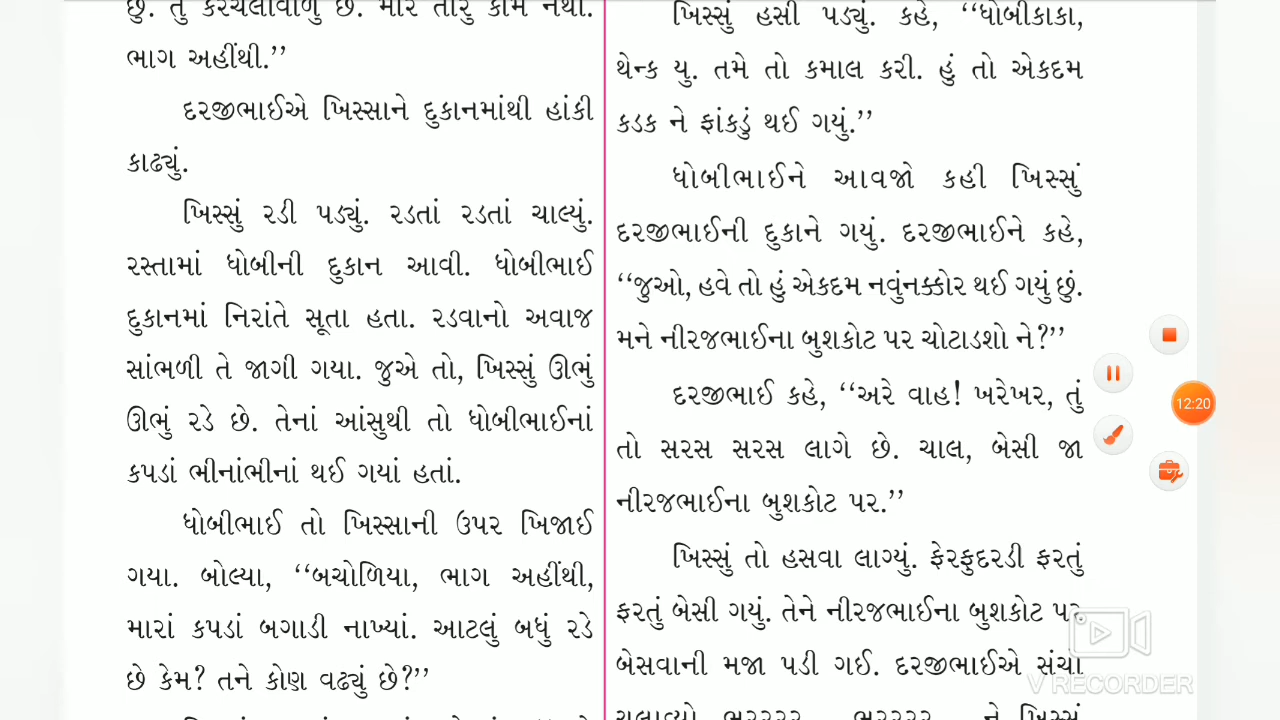 છું. તું કરચલીવાળું છે. મારે તારું કામ નથી.
ભાગ અહીંથી.’’
દરજીભાઈએ ખિસ્સાને દુકાનમાંથી હાંકી
કાઢ્યું.
ખિસ્સું રડી પડ્યું. રડતાં રડતાં ચાલ્યું.
રસ્તામાં ધોબીની દુકાન આવી. ધોબીભાઈ
દુકાનમાં નિરાંતે સૂતા હતા. રડવાનો અવાજ
સાંભળી તે જાગી ગયા. જુએ તો, ખિસ્સું ઊભું
ઊભું રડે છે. તેનાં આંસુથી તો ધોબીભાઈનાં
કપડાં ભીનાંભીનાં થઈ ગયાં હતાં.
ધોબીભાઈ તો ખિસ્સાની ઉપર ખિજાઈ
ગયા. બોલ્યા, ‘‘બચોળિયા, ભાગ અહીંથી,
મારાં કપડાં બગાડી નાખ્યાં. આટલું બધું રડે
છે કેમ? તને કોણ વઢ્યું છે?’’
ખિસ્સું હસી પડ્યું. કહે, ‘‘ધોબીકાકા,
થેન્ક યુ. તમે તો કમાલ કરી. હું તો એકદમ
કડક ને ફાંકડું થઈ ગયું.’’
ધોબીભાઈને આવજો કહી ખિસ્સું
દરજીભાઈની દુકાને ગયું. દરજીભાઈને કહે,
‘‘જુઓ, હવે તો હું એકદમ નવુંનક્કોર થઈ ગયું છું.
મને નીરજભાઈના બુશકોટ પર ચોટાડશો ને?’’
દરજીભાઈ કહે, ‘‘અરે વાહ! ખરેખર, તું
તો સરસ સરસ લાગે છે. ચાલ, બેસી જા
નીરજભાઈના બુશકોટ પર.’’
ખિસ્સું તો હસવા લાગ્યું. ફેરફુદરડી ફરતું
ફરતું બેસી ગયું. તેને નીરજભાઈના બુશકોટ પર
બેસવાની મજા પડી ગઈ. દરજીભાઈએ સંચો
ચલાવ્યો ભરરરર... ભરરરર... ને ખિસ્સું
12:20
V RECORDER